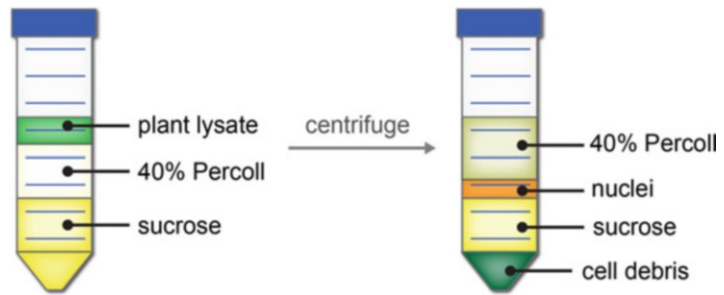 plant lysate
40% Percoll
sucrose
centrifuge
40% Percoll
nuclei
sucrose
cell debris